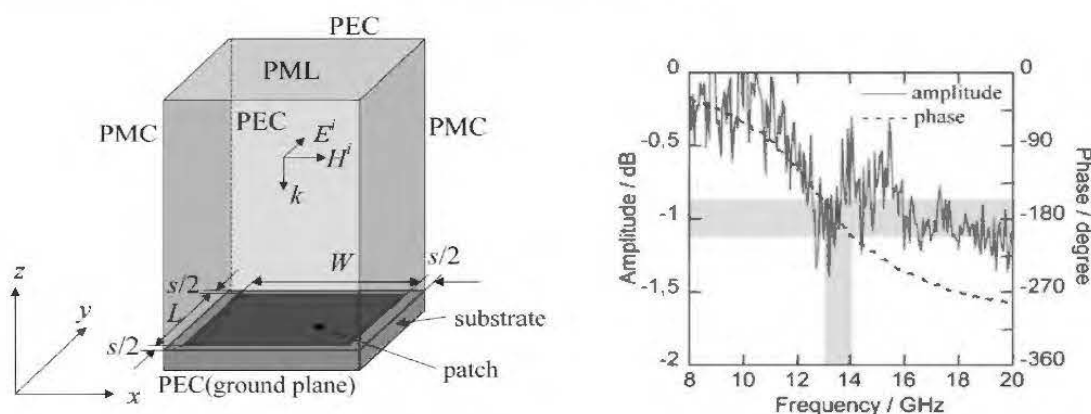 PEC
PML
PMC
PEC
PMC
Eⁱ
Hⁱ
k
W
s/2
s/2
L
s/2
substrate
patch
PEC(ground plane)
z
y
x
0
-0.5
-1
-1.5
-2
Amplitude / dB
amplitude
phase
0
-90
-180
-270
-360
Phase / degree
8 10 12 14 16 18 20
Frequency / GHz